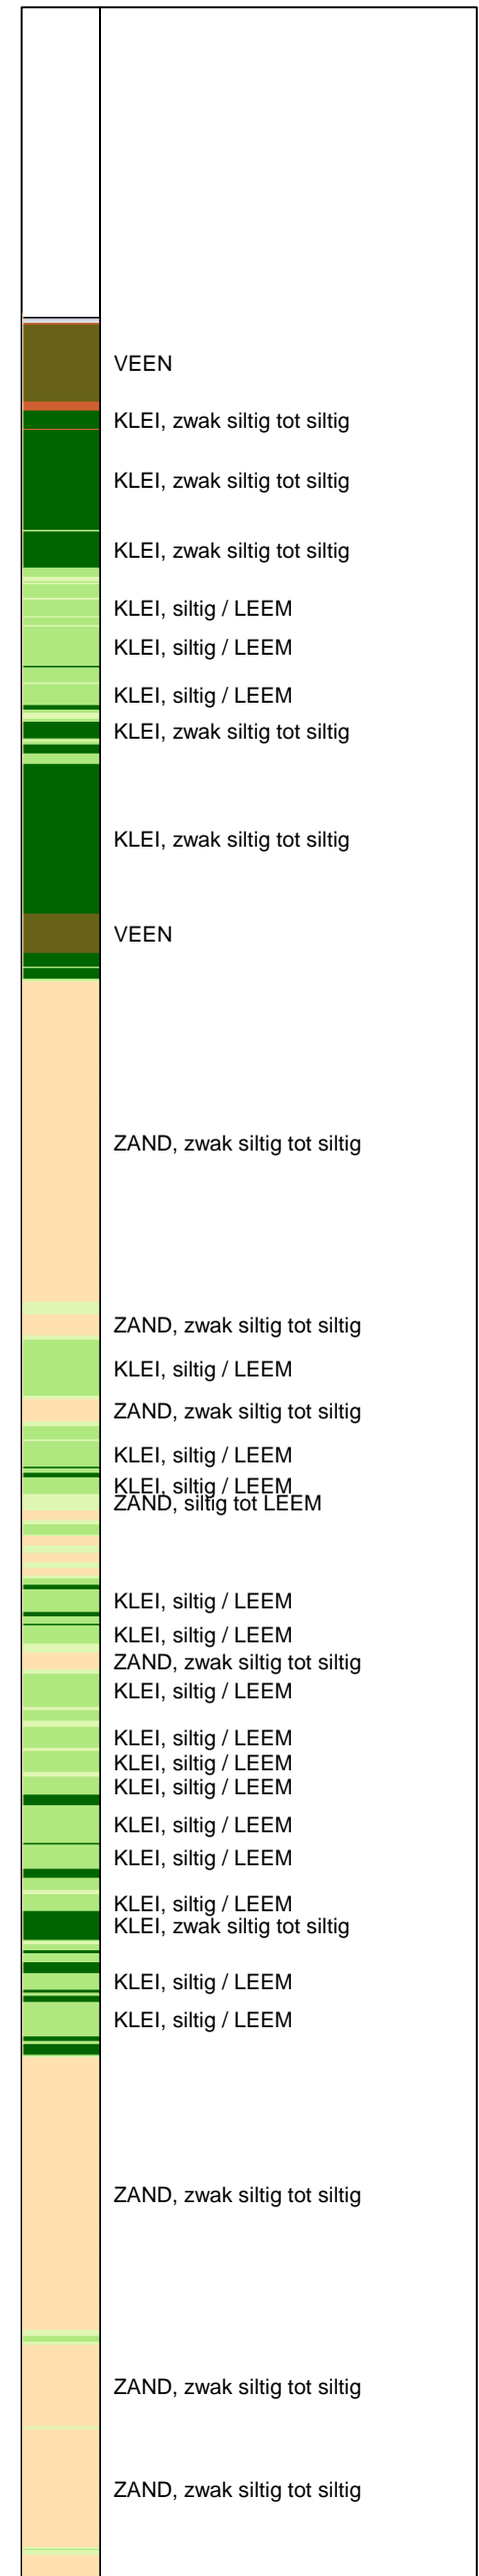 VEEN
KLEI, zwak siltig tot siltig
KLEI, zwak siltig tot siltig
KLEI, zwak siltig tot siltig
KLEI, siltig / LEEM
KLEI, siltig / LEEM
KLEI, siltig / LEEM
KLEI, zwak siltig tot siltig
KLEI, zwak siltig tot siltig
VEEN
ZAND, zwak siltig tot siltig
ZAND, zwak siltig tot siltig
KLEI, siltig / LEEM
ZAND, zwak siltig tot siltig
KLEI, siltig / LEEM
KLEI, siltig / LEEM
ZAND, siltig tot LEEM
KLEI, siltig / LEEM
KLEI, siltig / LEEM
ZAND, zwak siltig tot siltig
KLEI, siltig / LEEM
KLEI, siltig / LEEM
KLEI, siltig / LEEM
KLEI, siltig / LEEM
KLEI, siltig / LEEM
KLEI, siltig / LEEM
KLEI, siltig / LEEM
KLEI, zwak siltig tot siltig
KLEI, siltig / LEEM
KLEI, siltig / LEEM
ZAND, zwak siltig tot siltig
ZAND, zwak siltig tot siltig
ZAND, zwak siltig tot siltig